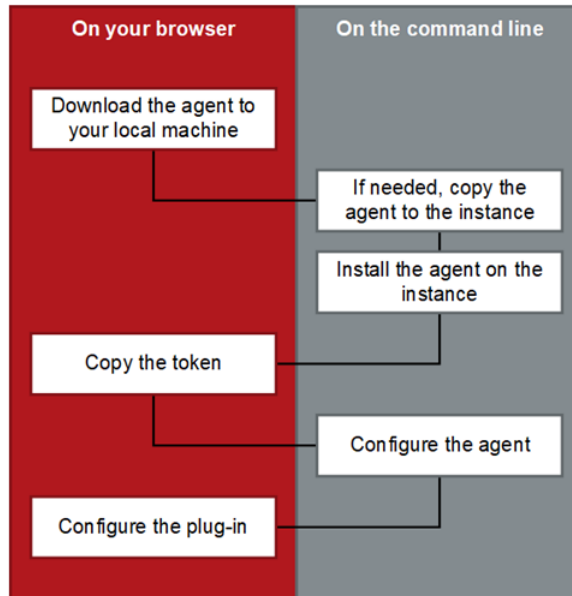 On your browser
On the command line
Download the agent to
your local machine
If needed, copy the
agent to the instance
Install the agent on the
instance
Copy the token
Configure the agent
Configure the plug-in